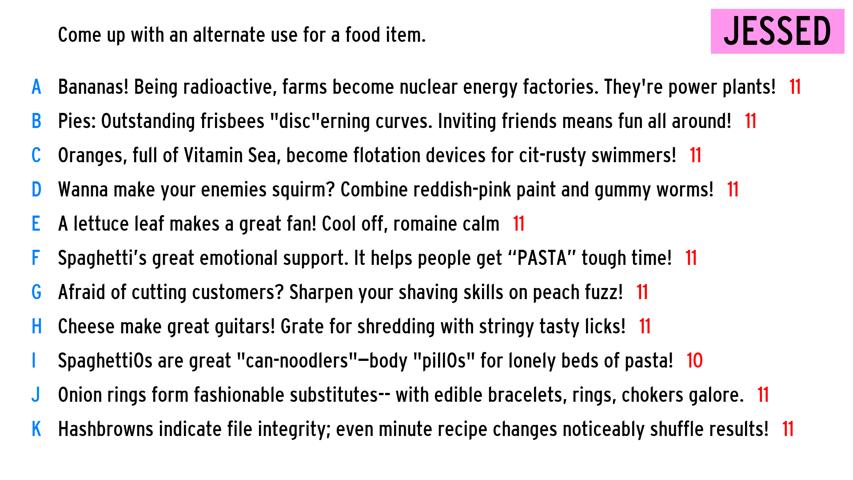 Come up with an alternate use for a food item.
JESSED
A Bananas! Being radioactive, farms become nuclear energy factories. They're power plants! 11
B Pies: Outstanding frisbees "disc"erning curves. Inviting friends means fun all around! 11
C Oranges, full of Vitamin Sea, become flotation devices for cit-rusty swimmers! 11
D Wanna make your enemies squirm? Combine reddish-pink paint and gummy worms! 11
E A lettuce leaf makes a great fan! Cool off, romaine calm 11
F Spaghetti’s great emotional support. It helps people get “PASTA” tough time! 11
G Afraid of cutting customers? Sharpen your shaving skills on peach fuzz! 11
H Cheese make great guitars! Grate for shredding with stringy tasty licks! 11
I SpaghettiOs are great "can-noodlers"—body "pillOs" for lonely beds of pasta! 10
J Onion rings form fashionable substitutes-- with edible bracelets, rings, chokers galore. 11
K Hashbrowns indicate file integrity; even minute recipe changes noticeably shuffle results! 11